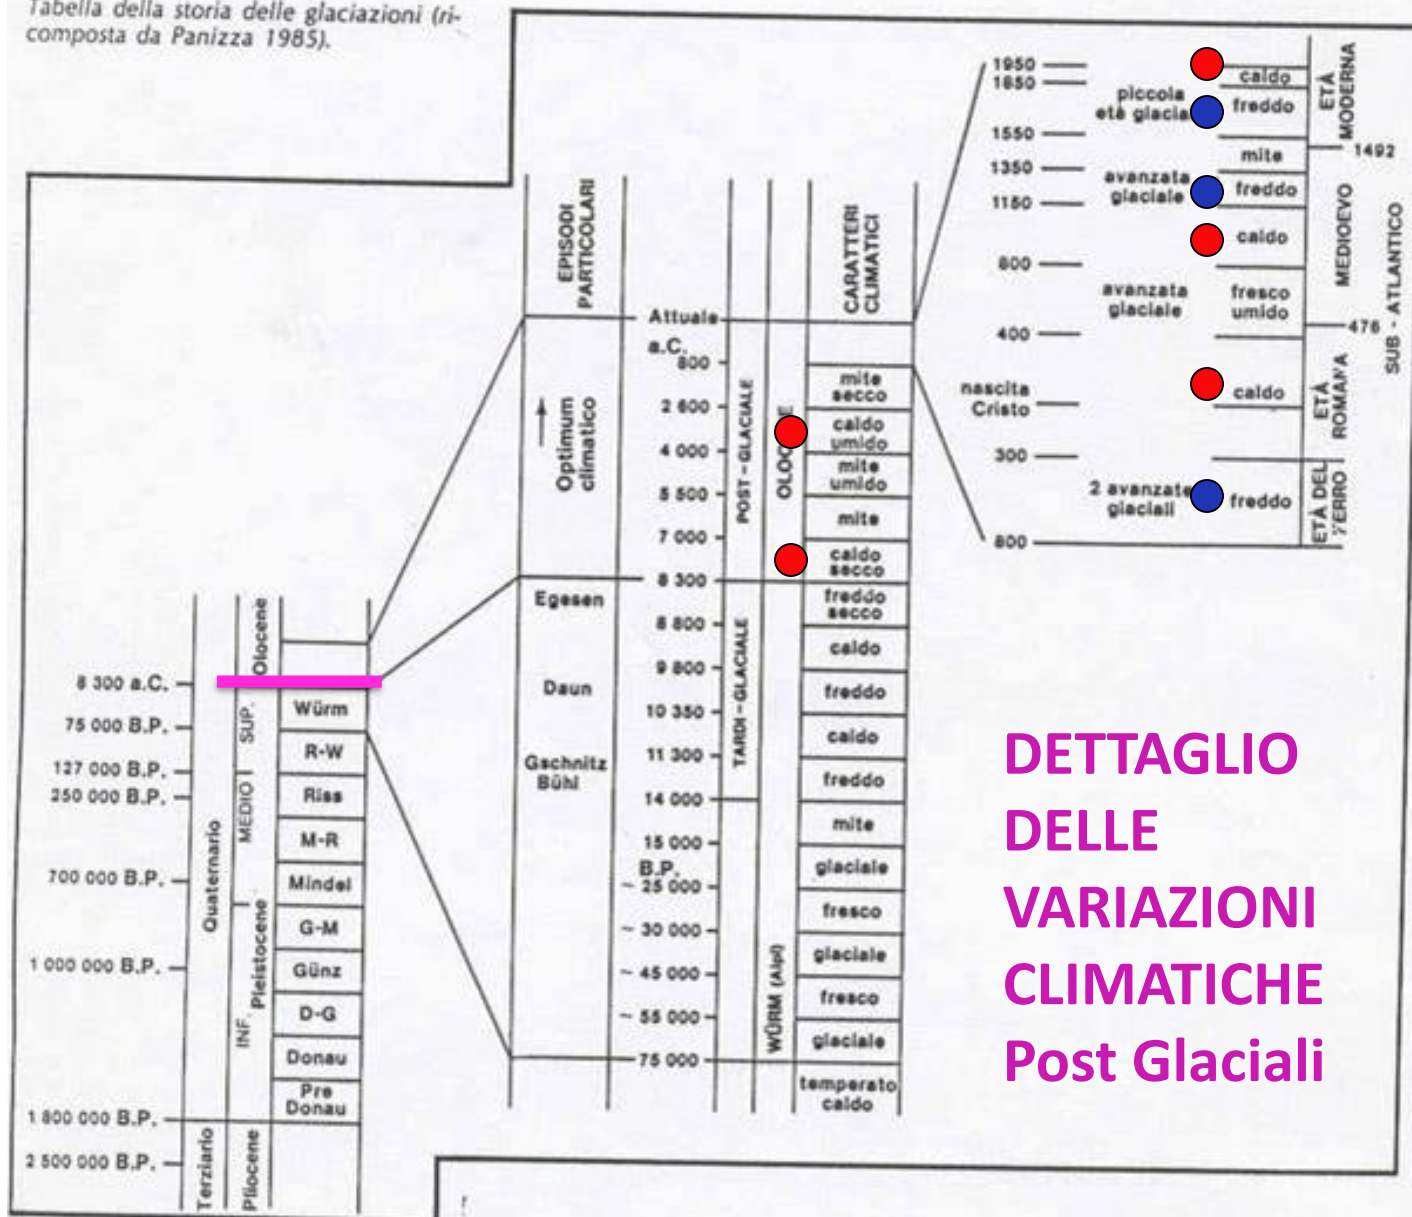 Tabella della storia delle glaciazioni (ri-
composta da Panizza 1985).
8 300 a.C.
75 000 B.P.
127 000 B.P.
250 000 B.P.
700 000 B.P.
1 000 000 B.P.
1 800 000 B.P.
2 500 000 B.P.
Quaternario
Terziario
Olocene
SUP.
MEDIO
INF.
Pleistocene
Pliocene
Würm
R-W
Riss
M-R
Mindel
G-M
Günz
D-G
Donau
Pre
Donau
EPISODI
PARTICOLARI
Optimum
climatico
Egesen
Daun
Gschnitz
Bühl
Attuale
a.C.
800
2 600
4 000
5 500
7 000
8 300
8 800
9 800
10 350
11 300
14 000
15 000
B.P.
~ 25 000
~ 30 000
~ 45 000
~ 55 000
75 000
POST-GLACIALE
TARDI-GLACIALE
OLOC E
WÜRM (Alpi)
CARATTERI
CLIMATICI
mite
secco
caldo
umido
mite
umido
mite
caldo
secco
freddo
secco
caldo
freddo
caldo
freddo
mite
glaciale
fresco
glaciale
fresco
glaciale
temperato
caldo
1950
1850
1550
1350
1150
800
400
nascita
Cristo
300
800
piccola
età glacia
avanzata
glaciale
avanzata
glaciale
2 avanzate
glaciali
caldo
freddo
mite
freddo
caldo
fresco
umido
caldo
freddo
ETÀ
MODERNA
1492
MEDIOEVO
476
ETÀ
ROMANA
ETÀ DEL
FERRO
SUB - ATLANTICO
DETTAGLIO
DELLE
VARIAZIONI
CLIMATICHE
Post Glaciali